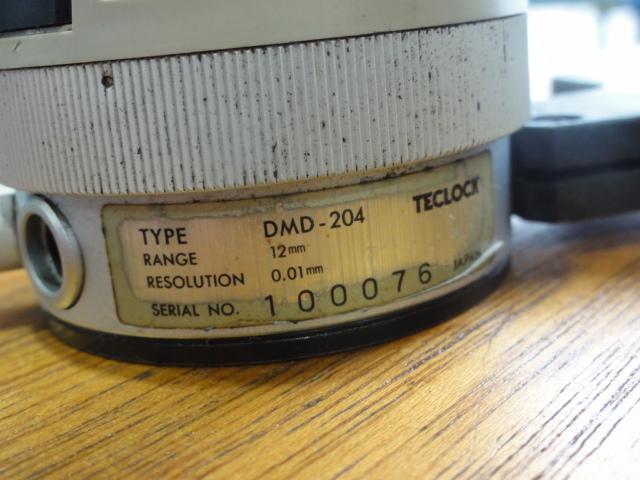 TECLOCK
TYPE DMD-204
RANGE 12mm
RESOLUTION 0.01mm
SERIAL NO. 100076 JAPAN